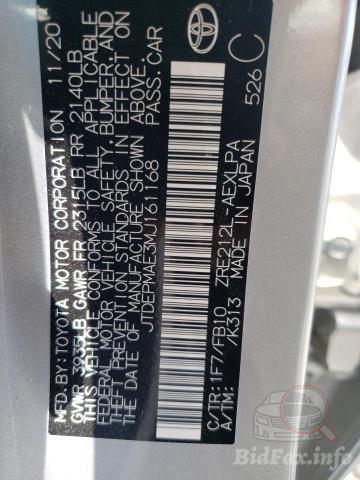 MFD. BY: TOYOTA MOTOR CORPORATION 11/20
GVWR 3935LB GAWR FR 2315LB RR 2140LB
THIS VEHICLE CONFORMS TO ALL APPLICABLE
FEDERAL MOTOR VEHICLE SAFETY, BUMPER, AND
THEFT PREVENTION STANDARDS IN EFFECT ON
THE DATE OF MANUFACTURE SHOWN ABOVE.
JTDEPMAE3MJ161168 PASS. CAR
C/TR: 1F7/FB10 ZRE212L-AEXLPA
A/TM: /K313 MADE IN JAPAN
526 C
TOYOTA
BidFax.info